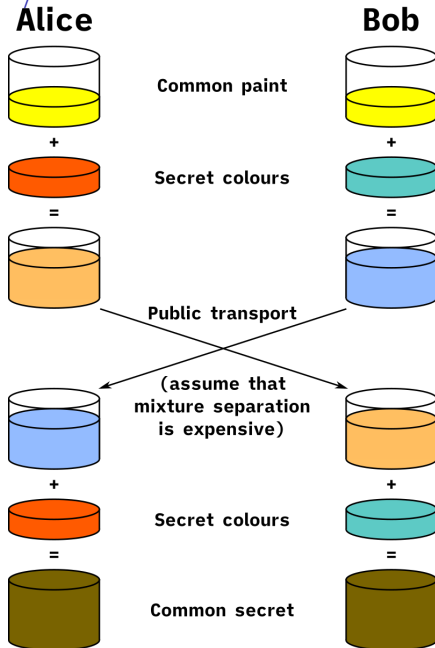 Alice Bob
Common paint
+ +
Secret colours
= =
Public transport
(assume that
mixture separation
is expensive)
+ +
Secret colours
= =
Common secret